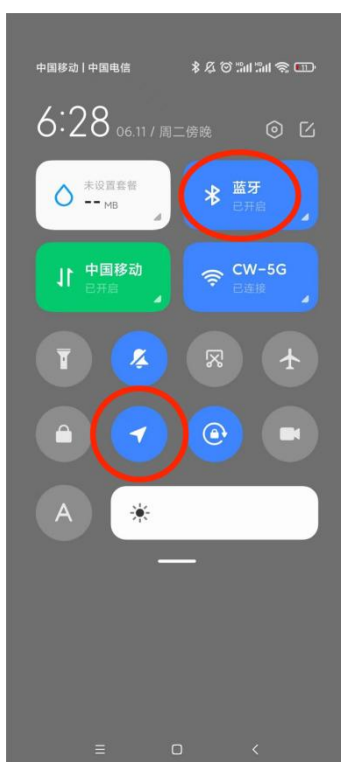 中国移动 | 中国电信
6:28 06.11 / 周二傍晚
未设置套餐
-- MB
蓝牙
已开启
中国移动
已开启
CW-5G
已连接
A